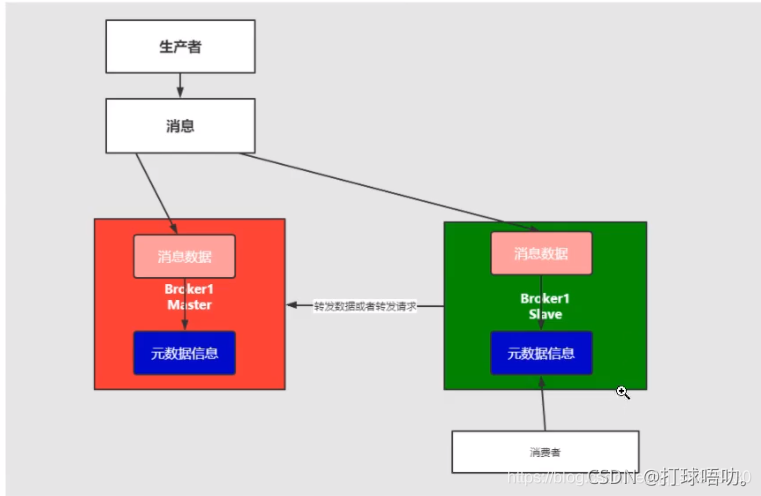 生产者
消息
消息数据
消息数据
Broker1
Master
Broker1
Slave
转发数据或者转发请求
元数据信息
元数据信息
消费者
CSDN @打球唔叻。